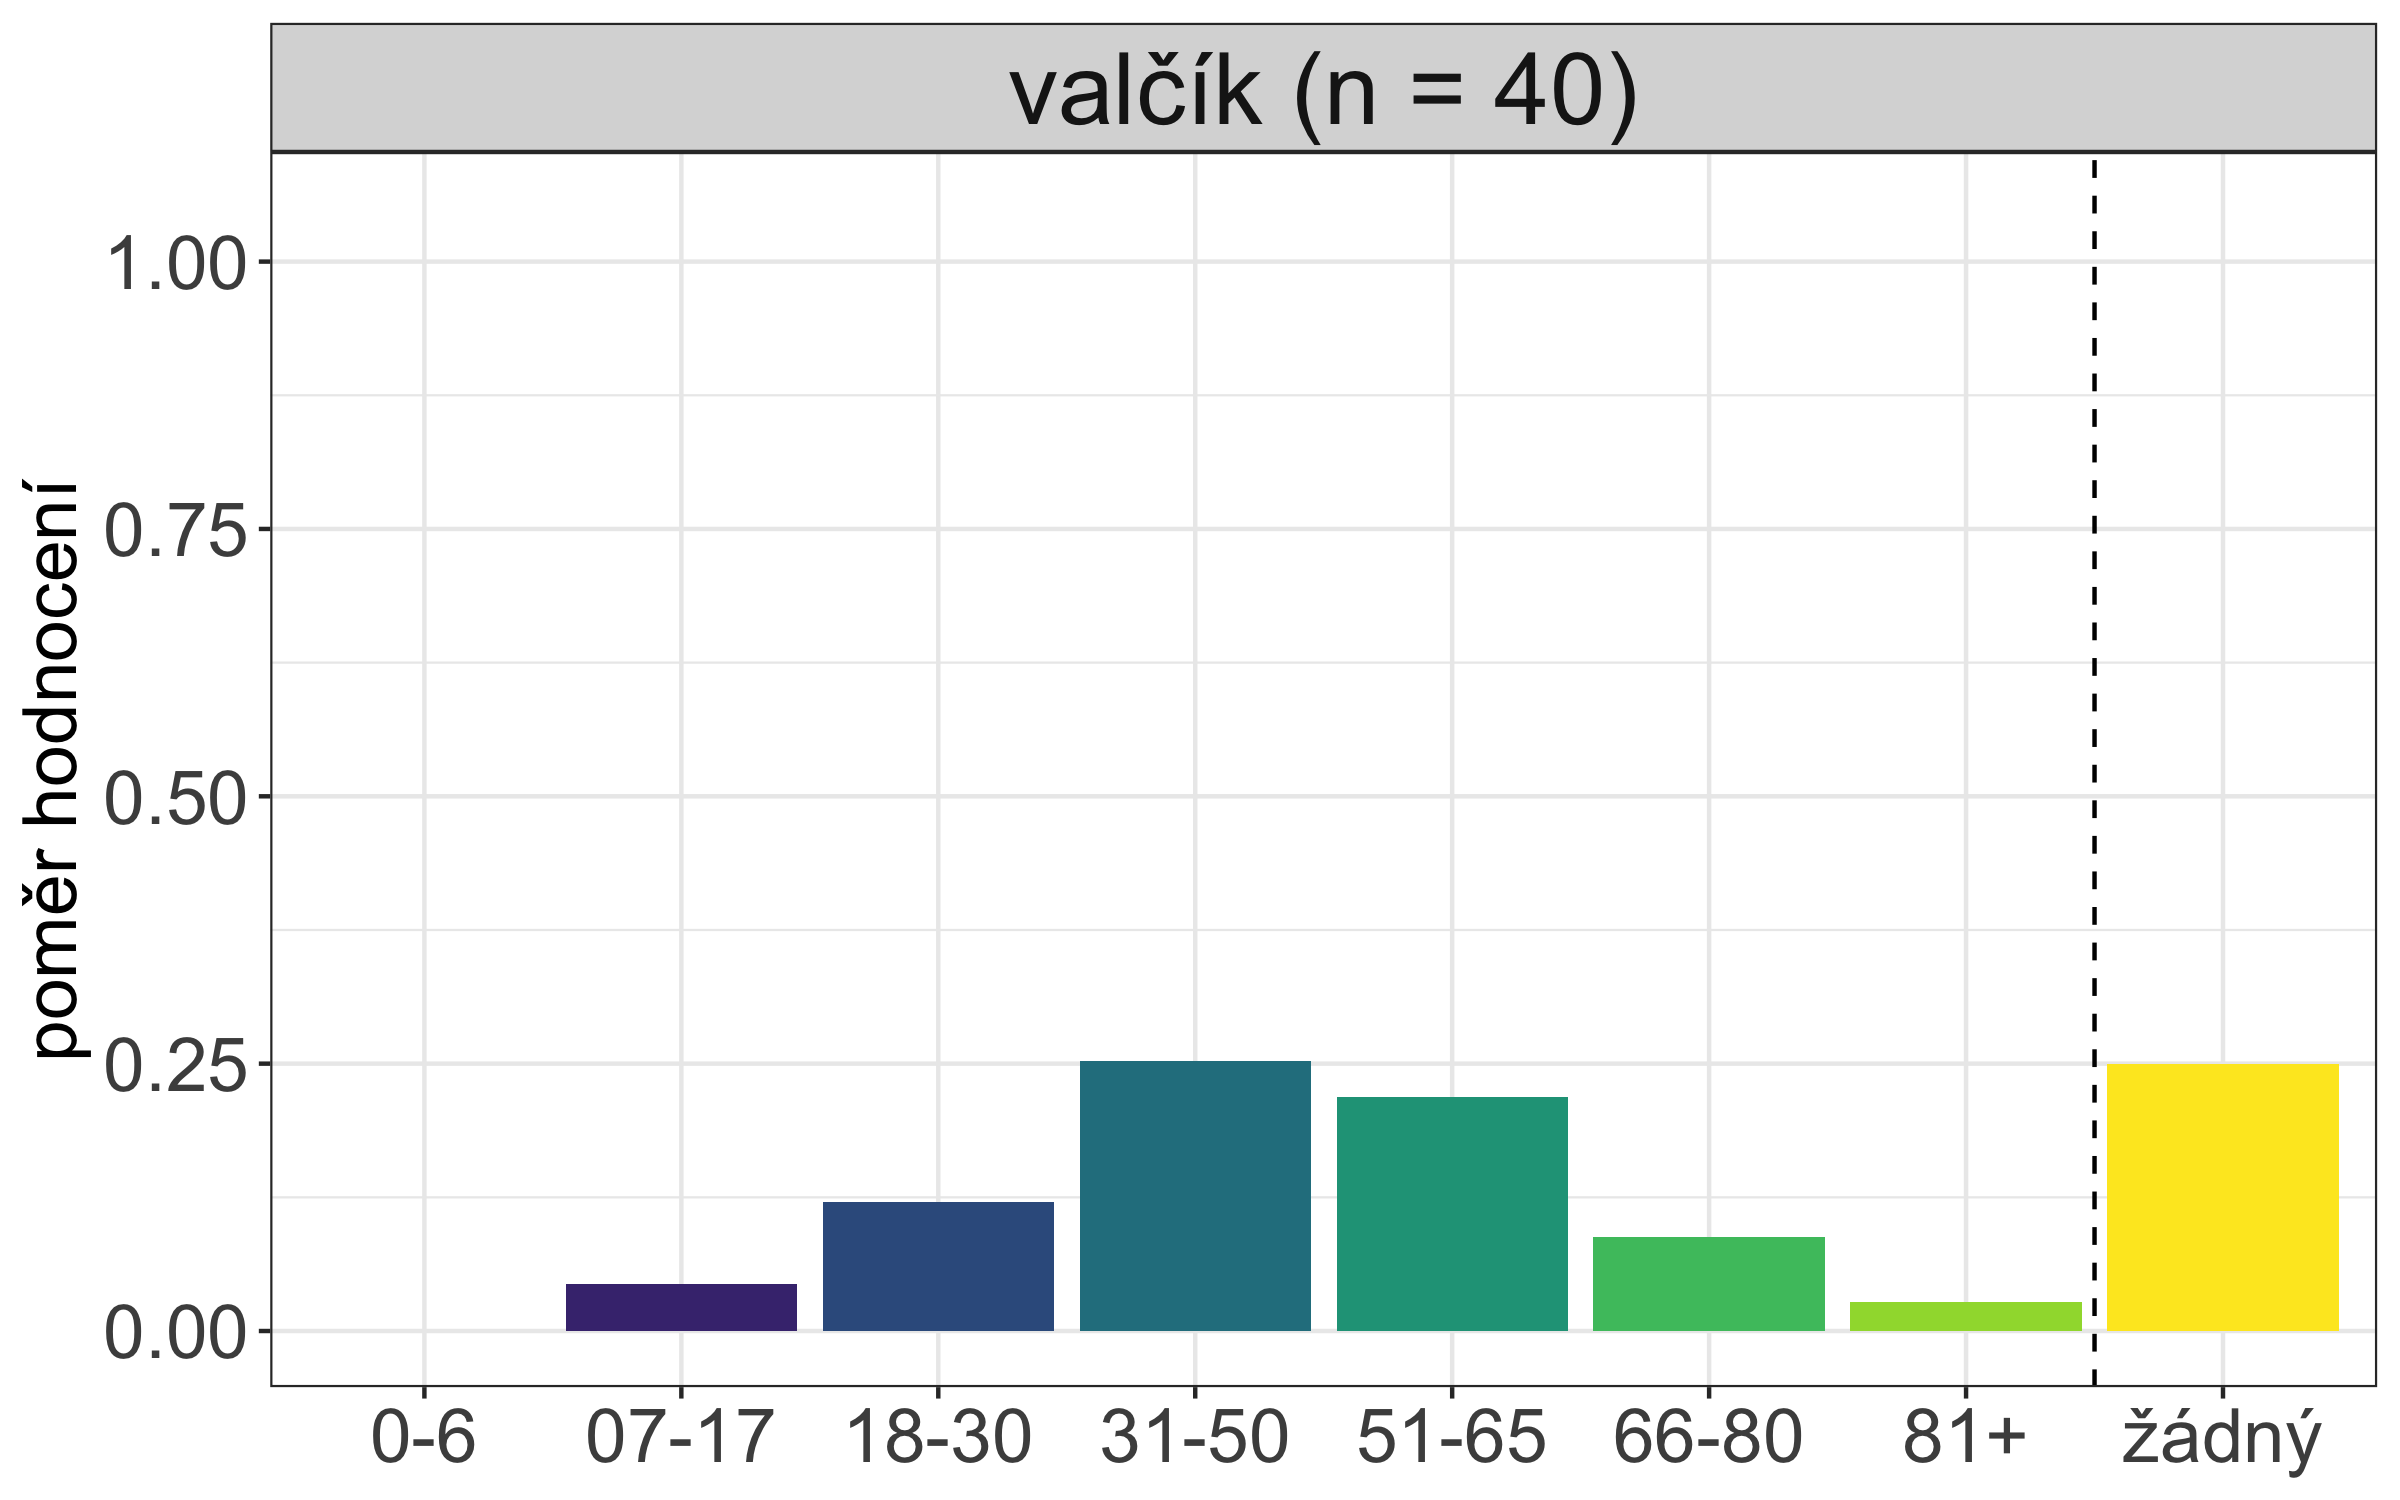 valčík (n = 40)
poměr hodnocení
1.00
0.75
0.50
0.25
0.00
0-6 07-17 18-30 31-50 51-65 66-80 81+ žádný